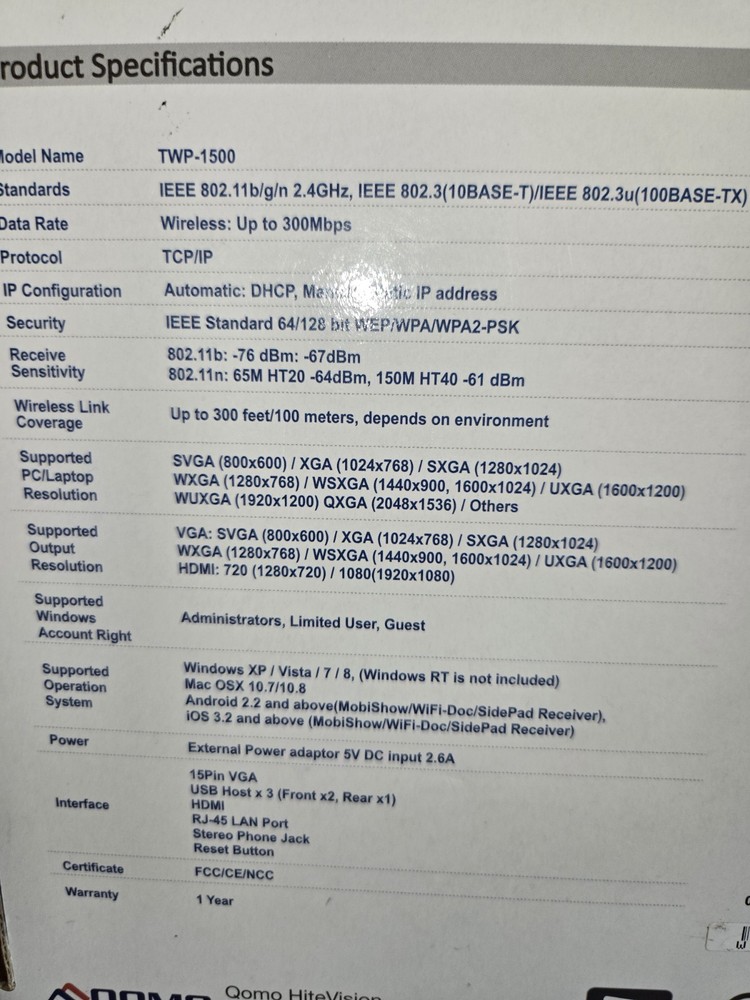 roduct Specifications
Model Name TWP-1500
Standards IEEE 802.11b/g/n 2.4GHz, IEEE 802.3(10BASE-T)/IEEE 802.3u(100BASE-TX)
Data Rate Wireless: Up to 300Mbps
Protocol TCP/IP
IP Configuration Automatic: DHCP, IP address
Security IEEE Standard 64/128 bit WEP/WPA/WPA2-PSK
Receive
Sensitivity
802.11b: -76 dBm: -67dBm
802.11n: 65M HT20 -64dBm, 150M HT40 -61 dBm
Wireless Link
Coverage
Up to 300 feet/100 meters, depends on environment
Supported
PC/Laptop
Resolution
SVGA (800x600) / XGA (1024x768) / SXGA (1280x1024)
WXGA (1280x768) / WSXGA (1440x900, 1600x1024) / UXGA (1600x1200)
WUXGA (1920x1200) QXGA (2048x1536) / Others
Supported
Output
Resolution
VGA: SVGA (800x600) / XGA (1024x768) / SXGA (1280x1024)
WXGA (1280x768) / WSXGA (1440x900, 1600x1024) / UXGA (1600x1200)
HDMI: 720 (1280x720) / 1080(1920x1080)
Supported
Windows
Account Right
Administrators, Limited User, Guest
Supported
Operation
System
Windows XP / Vista / 7 / 8, (Windows RT is not included)
Mac OSX 10.7/10.8
Android 2.2 and above(MobiShow/WiFi-Doc/SidePad Receiver),
iOS 3.2 and above (MobiShow/WiFi-Doc/SidePad Receiver)
Power External Power adaptor 5V DC input 2.6A
Interface
15Pin VGA
USB Host x 3 (Front x2, Rear x1)
HDMI
RJ-45 LAN Port
Stereo Phone Jack
Reset Button
Certificate FCC/CE/NCC
Warranty 1 Year
QOMO Qomo HiteVision